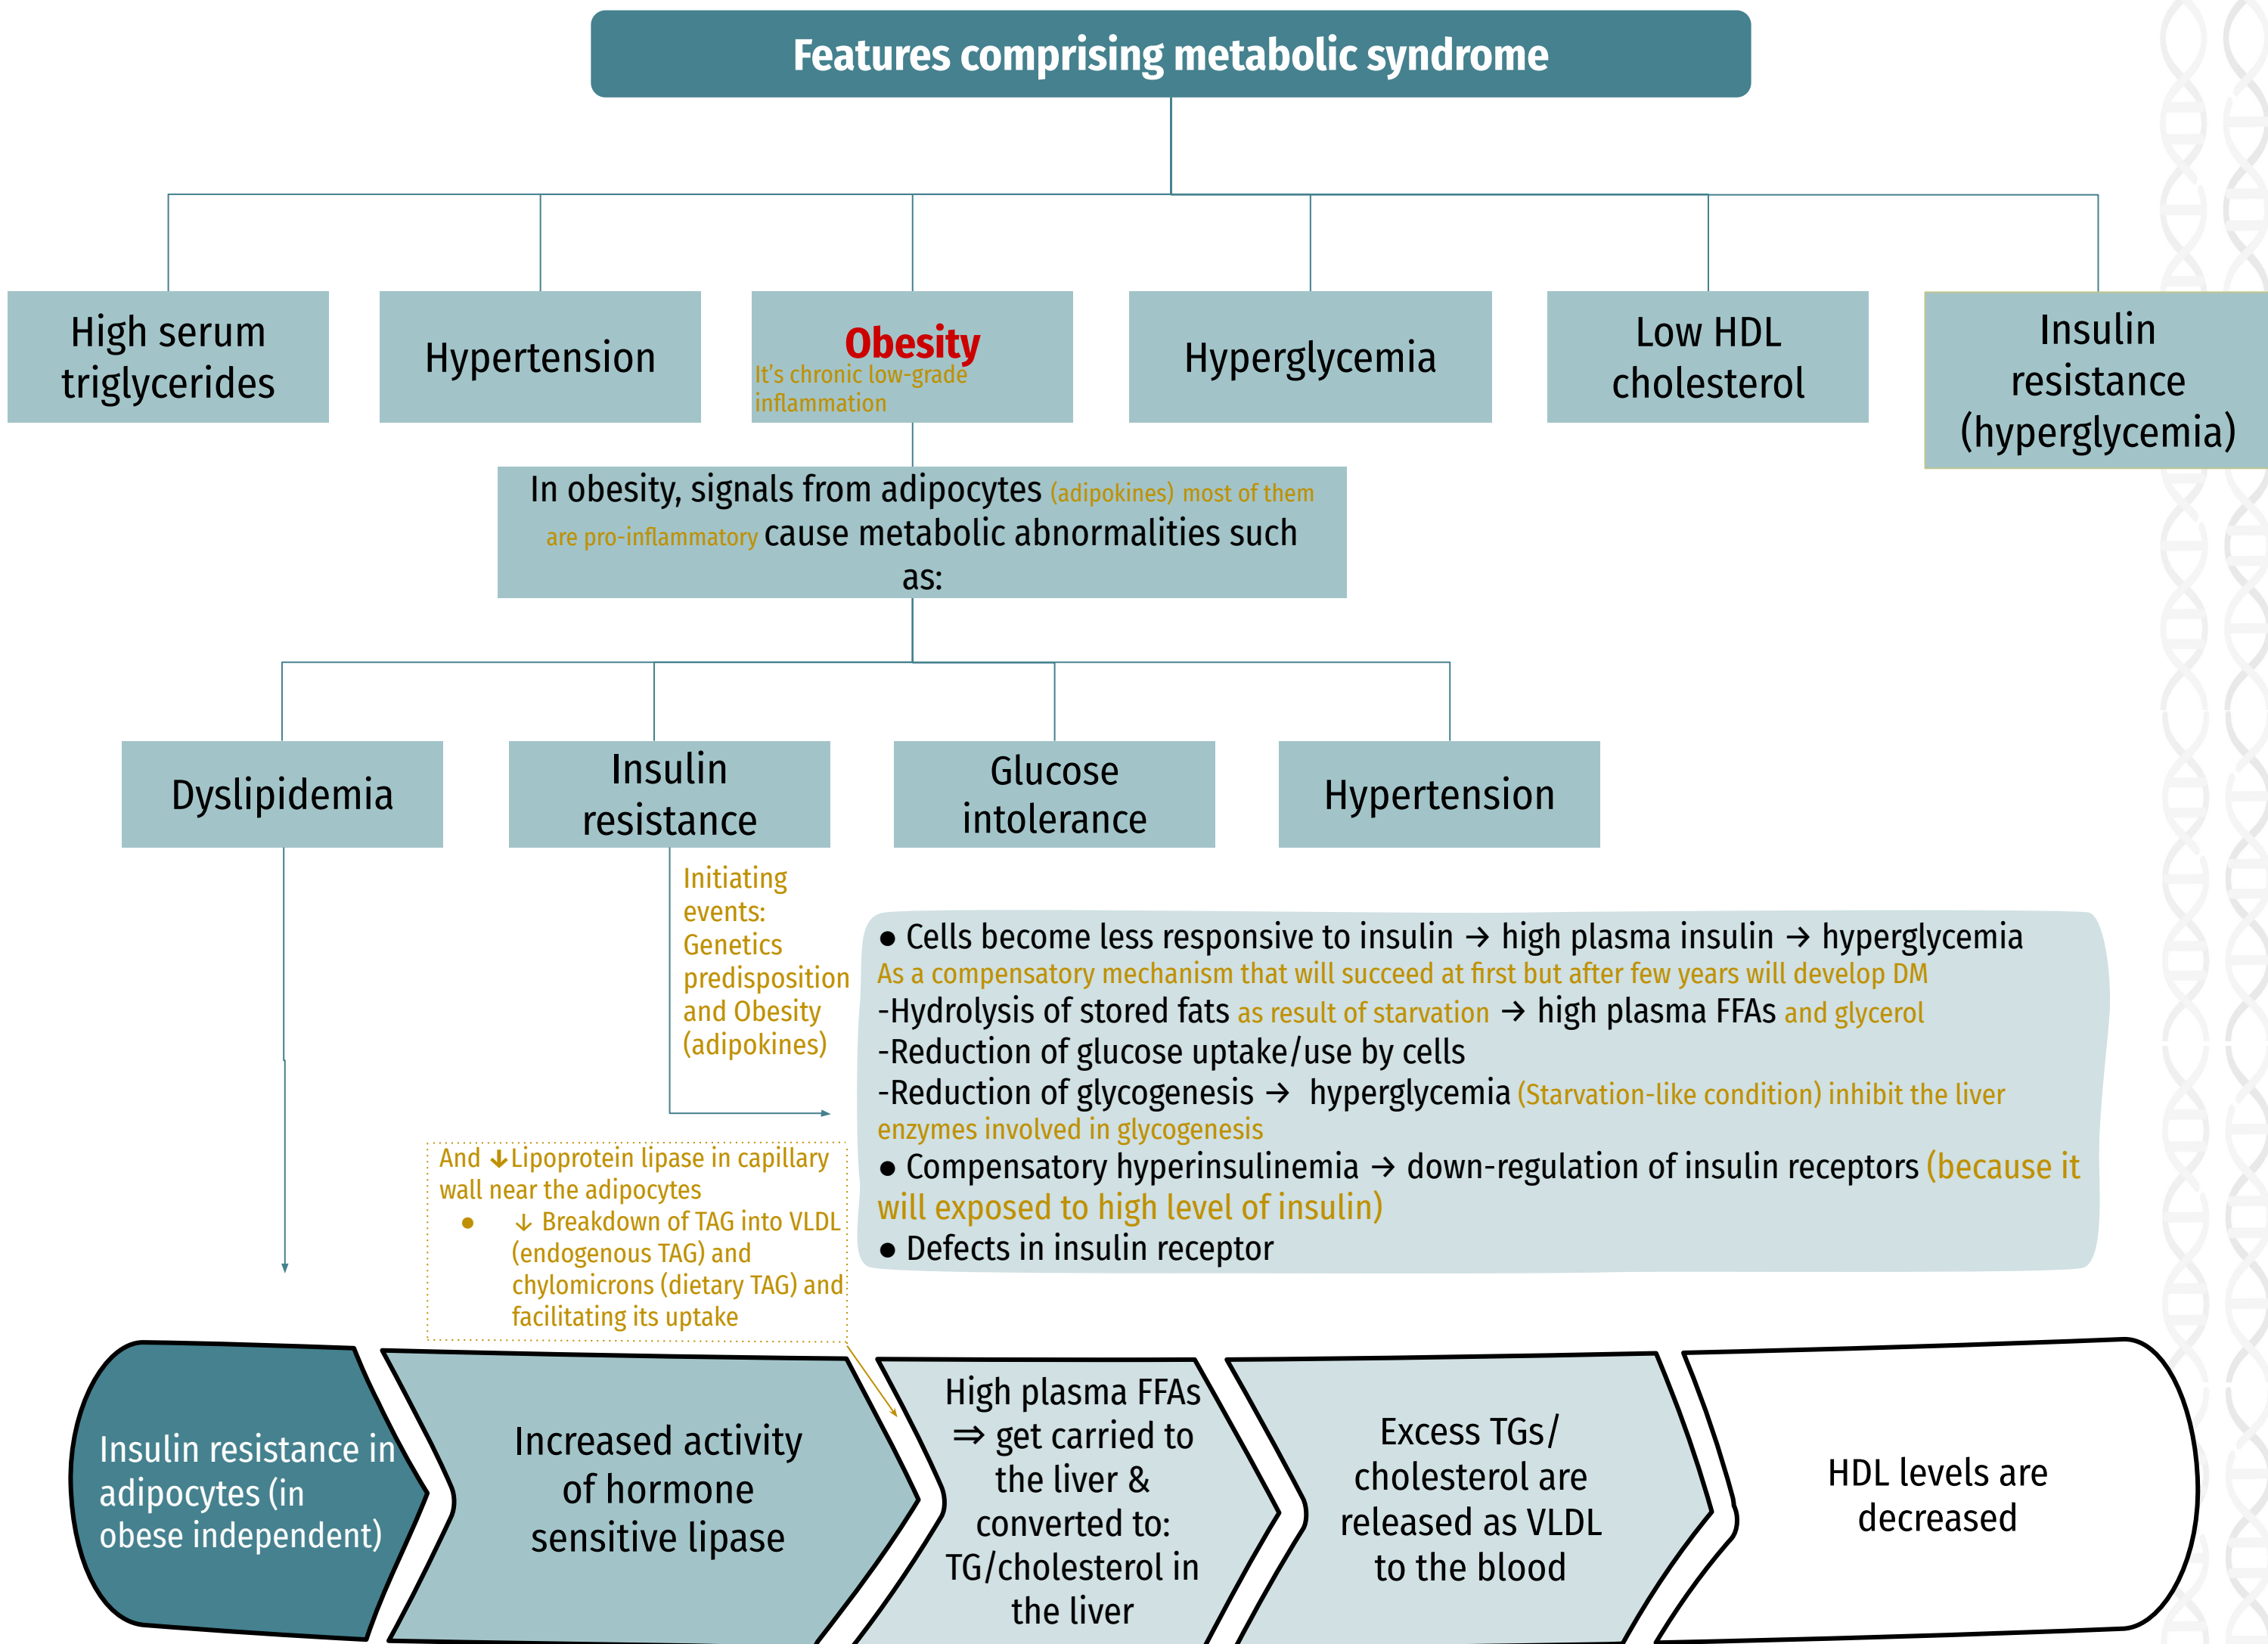 Features comprising metabolic syndrome
High serum
triglycerides
Hypertension
Obesity
It's chronic low-grade
inflammation
Hyperglycemia
Low HDL
cholesterol
Insulin
resistance
(hyperglycemia)
In obesity, signals from adipocytes (adipokines) most of them
are pro-inflammatory cause metabolic abnormalities such
as:
Dyslipidemia
Insulin
resistance
Glucose
intolerance
Hypertension
Initiating
events:
Genetics
predisposition
and Obesity
(adipokines)
● Cells become less responsive to insulin → high plasma insulin → hyperglycemia
As a compensatory mechanism that will succeed at first but after few years will develop DM
-Hydrolysis of stored fats as result of starvation → high plasma FFAs and glycerol
-Reduction of glucose uptake/use by cells
-Reduction of glycogenesis → hyperglycemia (Starvation-like condition) inhibit the liver
enzymes involved in glycogenesis
● Compensatory hyperinsulinemia → down-regulation of insulin receptors (because it
will exposed to high level of insulin)
● Defects in insulin receptor
And ↓Lipoprotein lipase in capillary
wall near the adipocytes
● ↓ Breakdown of TAG into VLDL
(endogenous TAG) and
chylomicrons (dietary TAG) and
facilitating its uptake
Insulin resistance in
adipocytes (in
obese independent)
Increased activity
of hormone
sensitive lipase
High plasma FFAs
⇒ get carried to
the liver &
converted to:
TG/cholesterol in
the liver
Excess TGs/
cholesterol are
released as VLDL
to the blood
HDL levels are
decreased